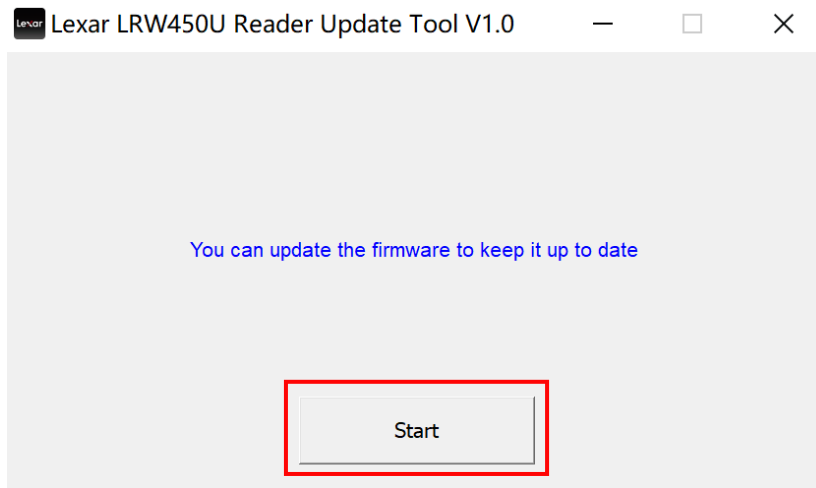 Lexar Lexar LRW450U Reader Update Tool V1.0
You can update the firmware to keep it up to date
Start